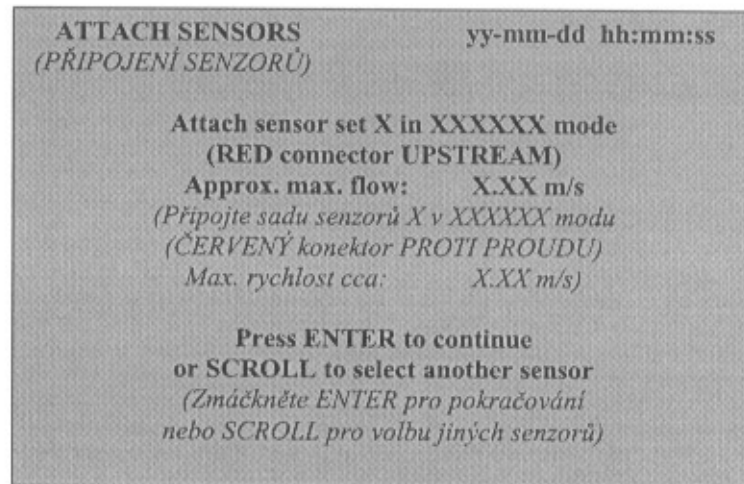 ATTACH SENSORS yy-mm-dd hh:mm:ss
(PŘIPOJENÍ SENZORŮ)
Attach sensor set X in XXXXXX mode
(RED connector UPSTREAM)
Approx. max. flow: X.XX m/s
(Připojte sadu senzorů X v XXXXXX modu
(ČERVENÝ konektor PROTI PROUDU)
Max. rychlost cca: X.XX m/s)
Press ENTER to continue
or SCROLL to select another sensor
(Zmáčkněte ENTER pro pokračování
nebo SCROLL pro volbu jiných senzorů)